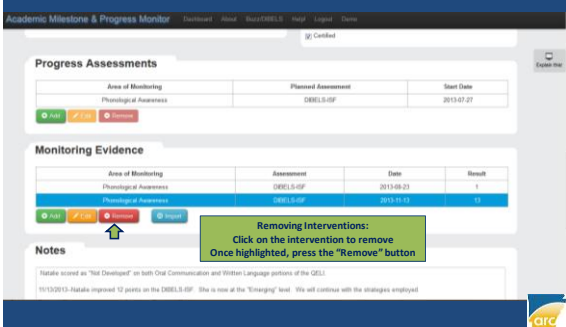 Academic Milestone & Progress Monitor Dashboard About Buzz/DIBELS Help! Logout Demo
Certified
Explain this!
Progress Assessments
Area of Monitoring Planned Assessment Start Date
Phonological Awareness DIBELS-ISF 2013-07-27
Add Edit Remove
Monitoring Evidence
Area of Monitoring Assessment Date Result
Phonological Awareness DIBELS-ISF 2013-08-23 1
Phonological Awareness DIBELS-ISF 2013-11-13 13
Add Edit Remove Import
Removing Interventions:
Click on the intervention to remove
Once highlighted, press the “Remove” button
Notes
Natalie scored as "Not Developed" on both Oral Communication and Written Language portions of the QELI.
11/13/2013--Natalie improved 12 points on the DIBELS-ISF. She is now at the "Emerging" level. We will continue with the strategies employed
arc